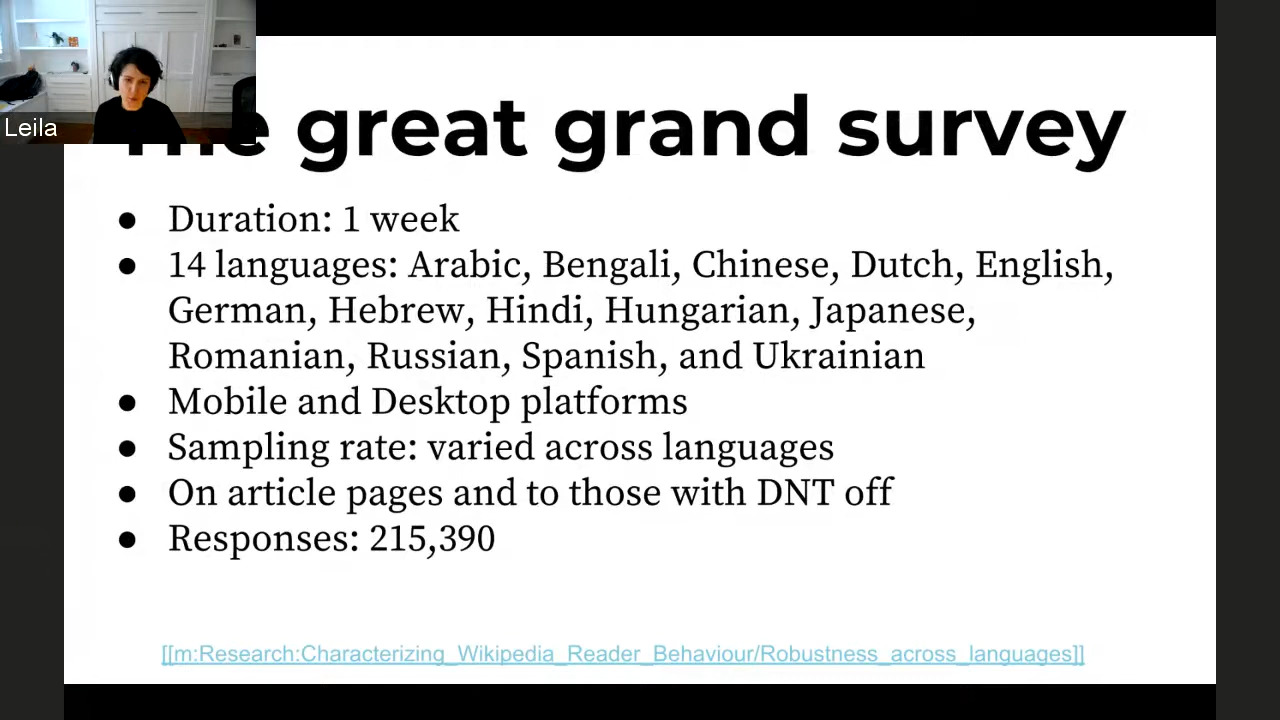 Leila
The great grand survey
● Duration: 1 week
● 14 languages: Arabic, Bengali, Chinese, Dutch, English,
German, Hebrew, Hindi, Hungarian, Japanese,
Romanian, Russian, Spanish, and Ukrainian
● Mobile and Desktop platforms
● Sampling rate: varied across languages
● On article pages and to those with DNT off
● Responses: 215,390
[[m:Research:Characterizing_Wikipedia_Reader_Behaviour/Robustness_across_languages]]